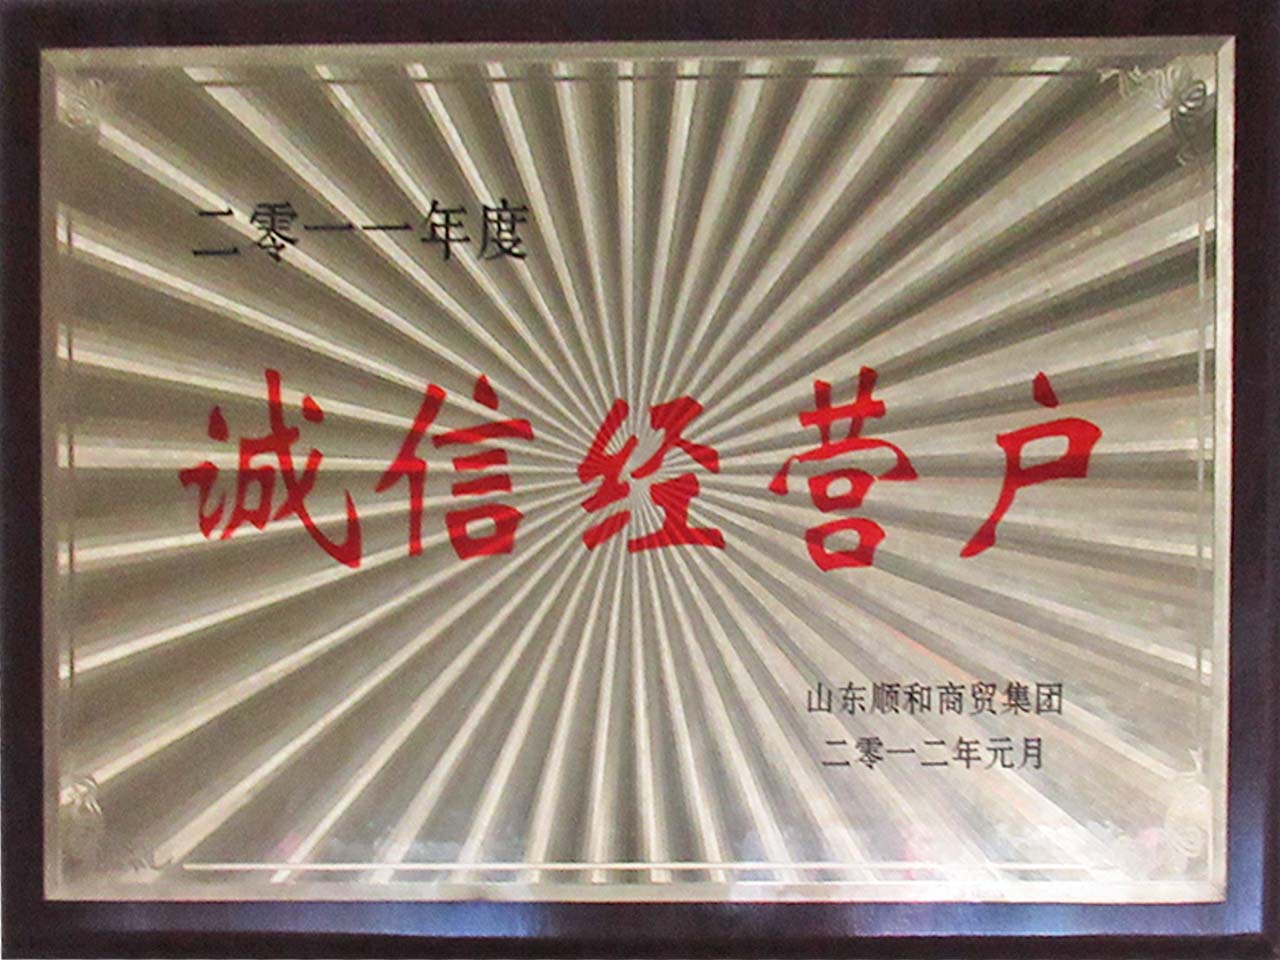 二零一一年度
诚信经营户
山东顺和商贸集团
二零一二年元月